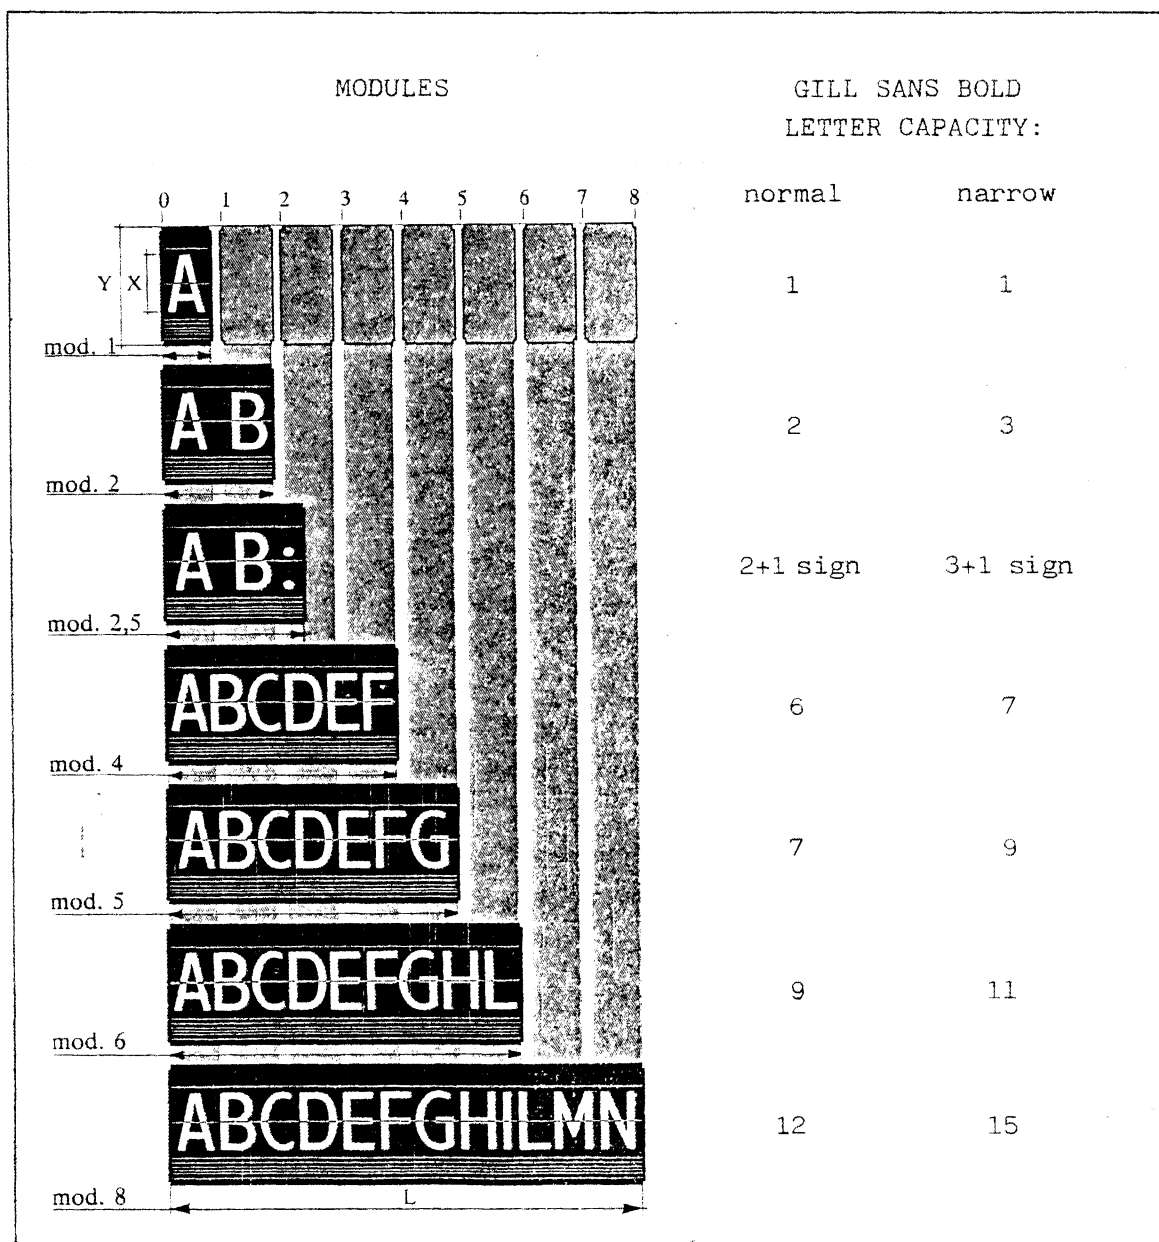 MODULES GILL SANS BOLD
LETTER CAPACITY:
normal narrow
0 1 2 3 4 5 6 7 8
Y X A 1 1
mod. 1
A B 2 3
mod. 2
A B: 2+1 sign 3+1 sign
mod. 2,5
ABCDEF 6 7
mod. 4
ABCDEFG 7 9
mod. 5
ABCDEFGHL 9 11
mod. 6
ABCDEFGHILMN 12 15
mod. 8 L